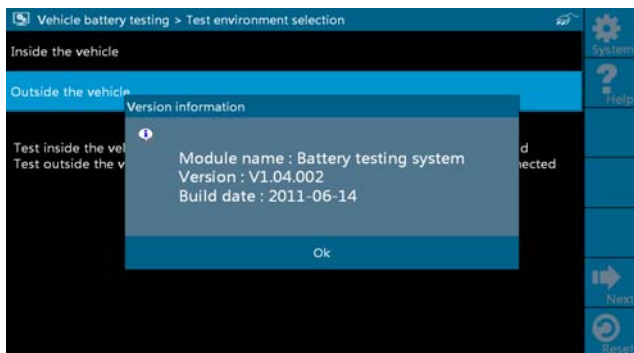 Vehicle battery testing > Test environment selection
System
Inside the vehicle
Help
Outside the vehicle
Version information
Test inside the vel d
Test outside the v nected
Module name : Battery testing system
Version : V1.04.002
Build date : 2011-06-14
Ok
Next
Reset